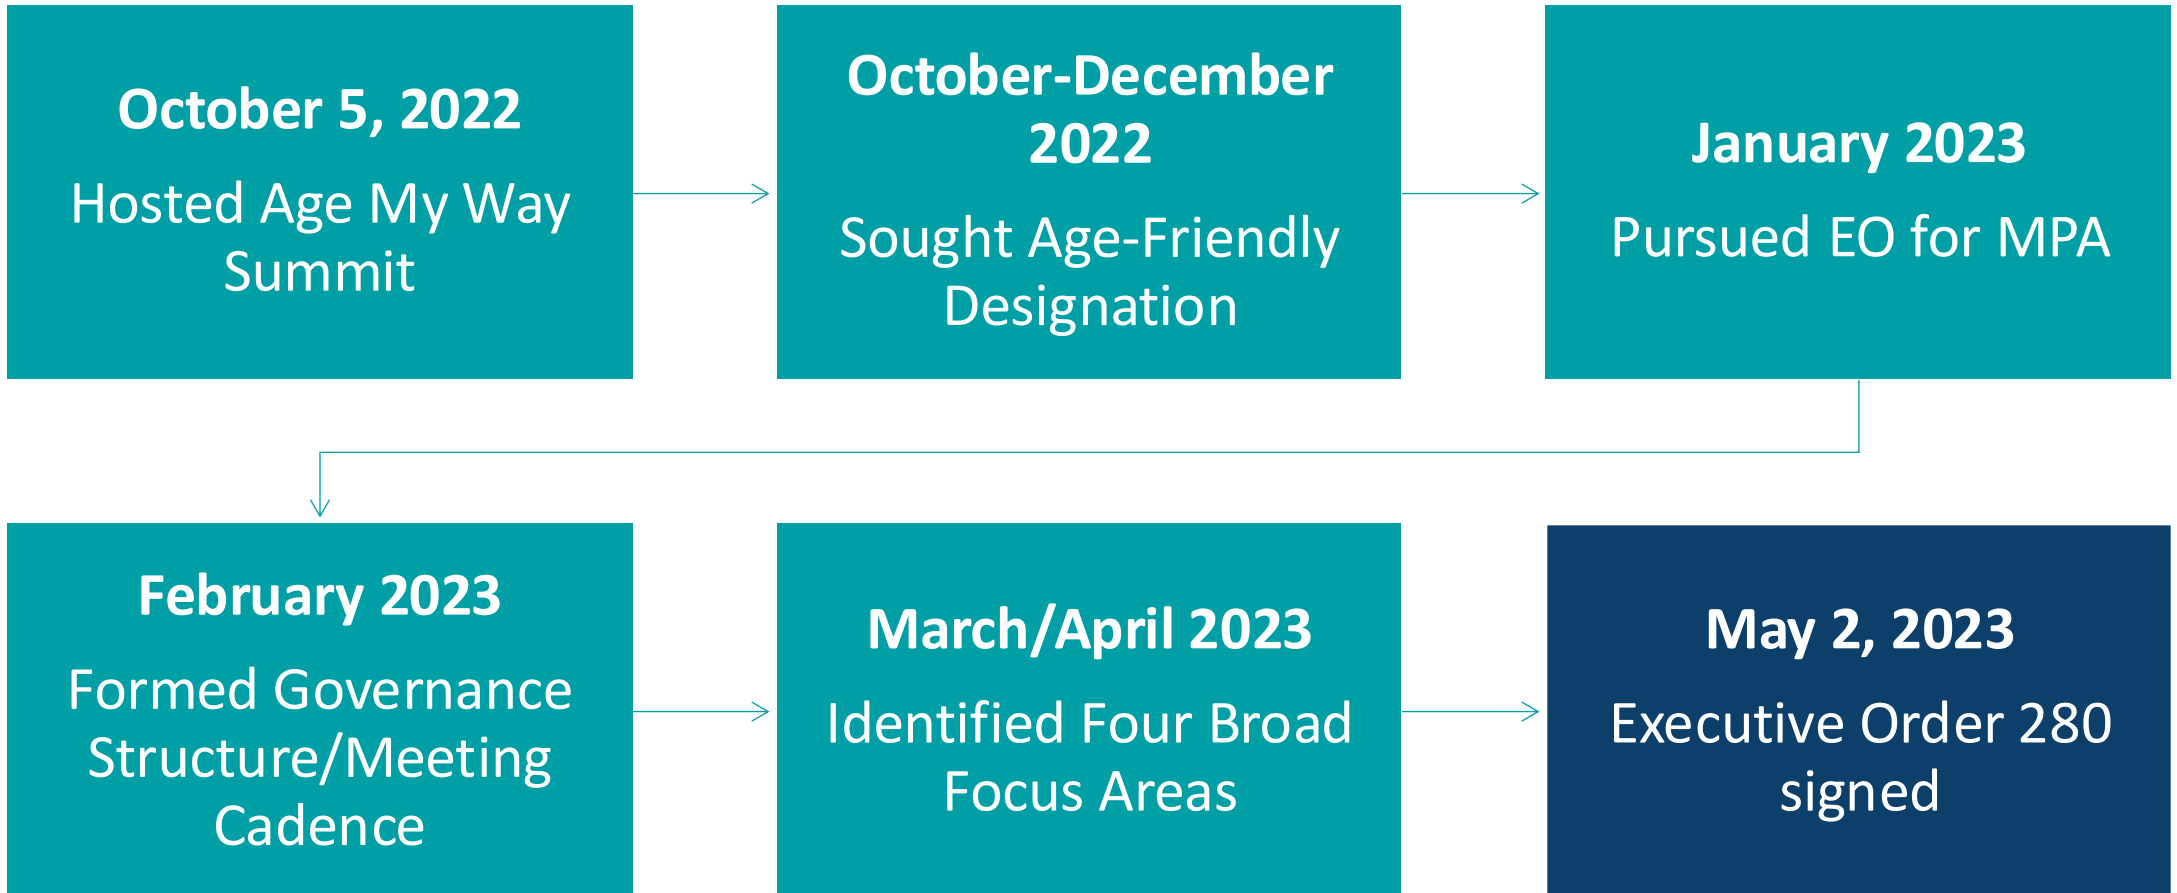 October 5, 2022
Hosted Age My Way
Summit
October-December
2022
Sought Age-Friendly
Designation
January 2023
Pursued EO for MPA
February 2023
Formed Governance
Structure/Meeting
Cadence
March/April 2023
Identified Four Broad
Focus Areas
May 2, 2023
Executive Order 280
signed